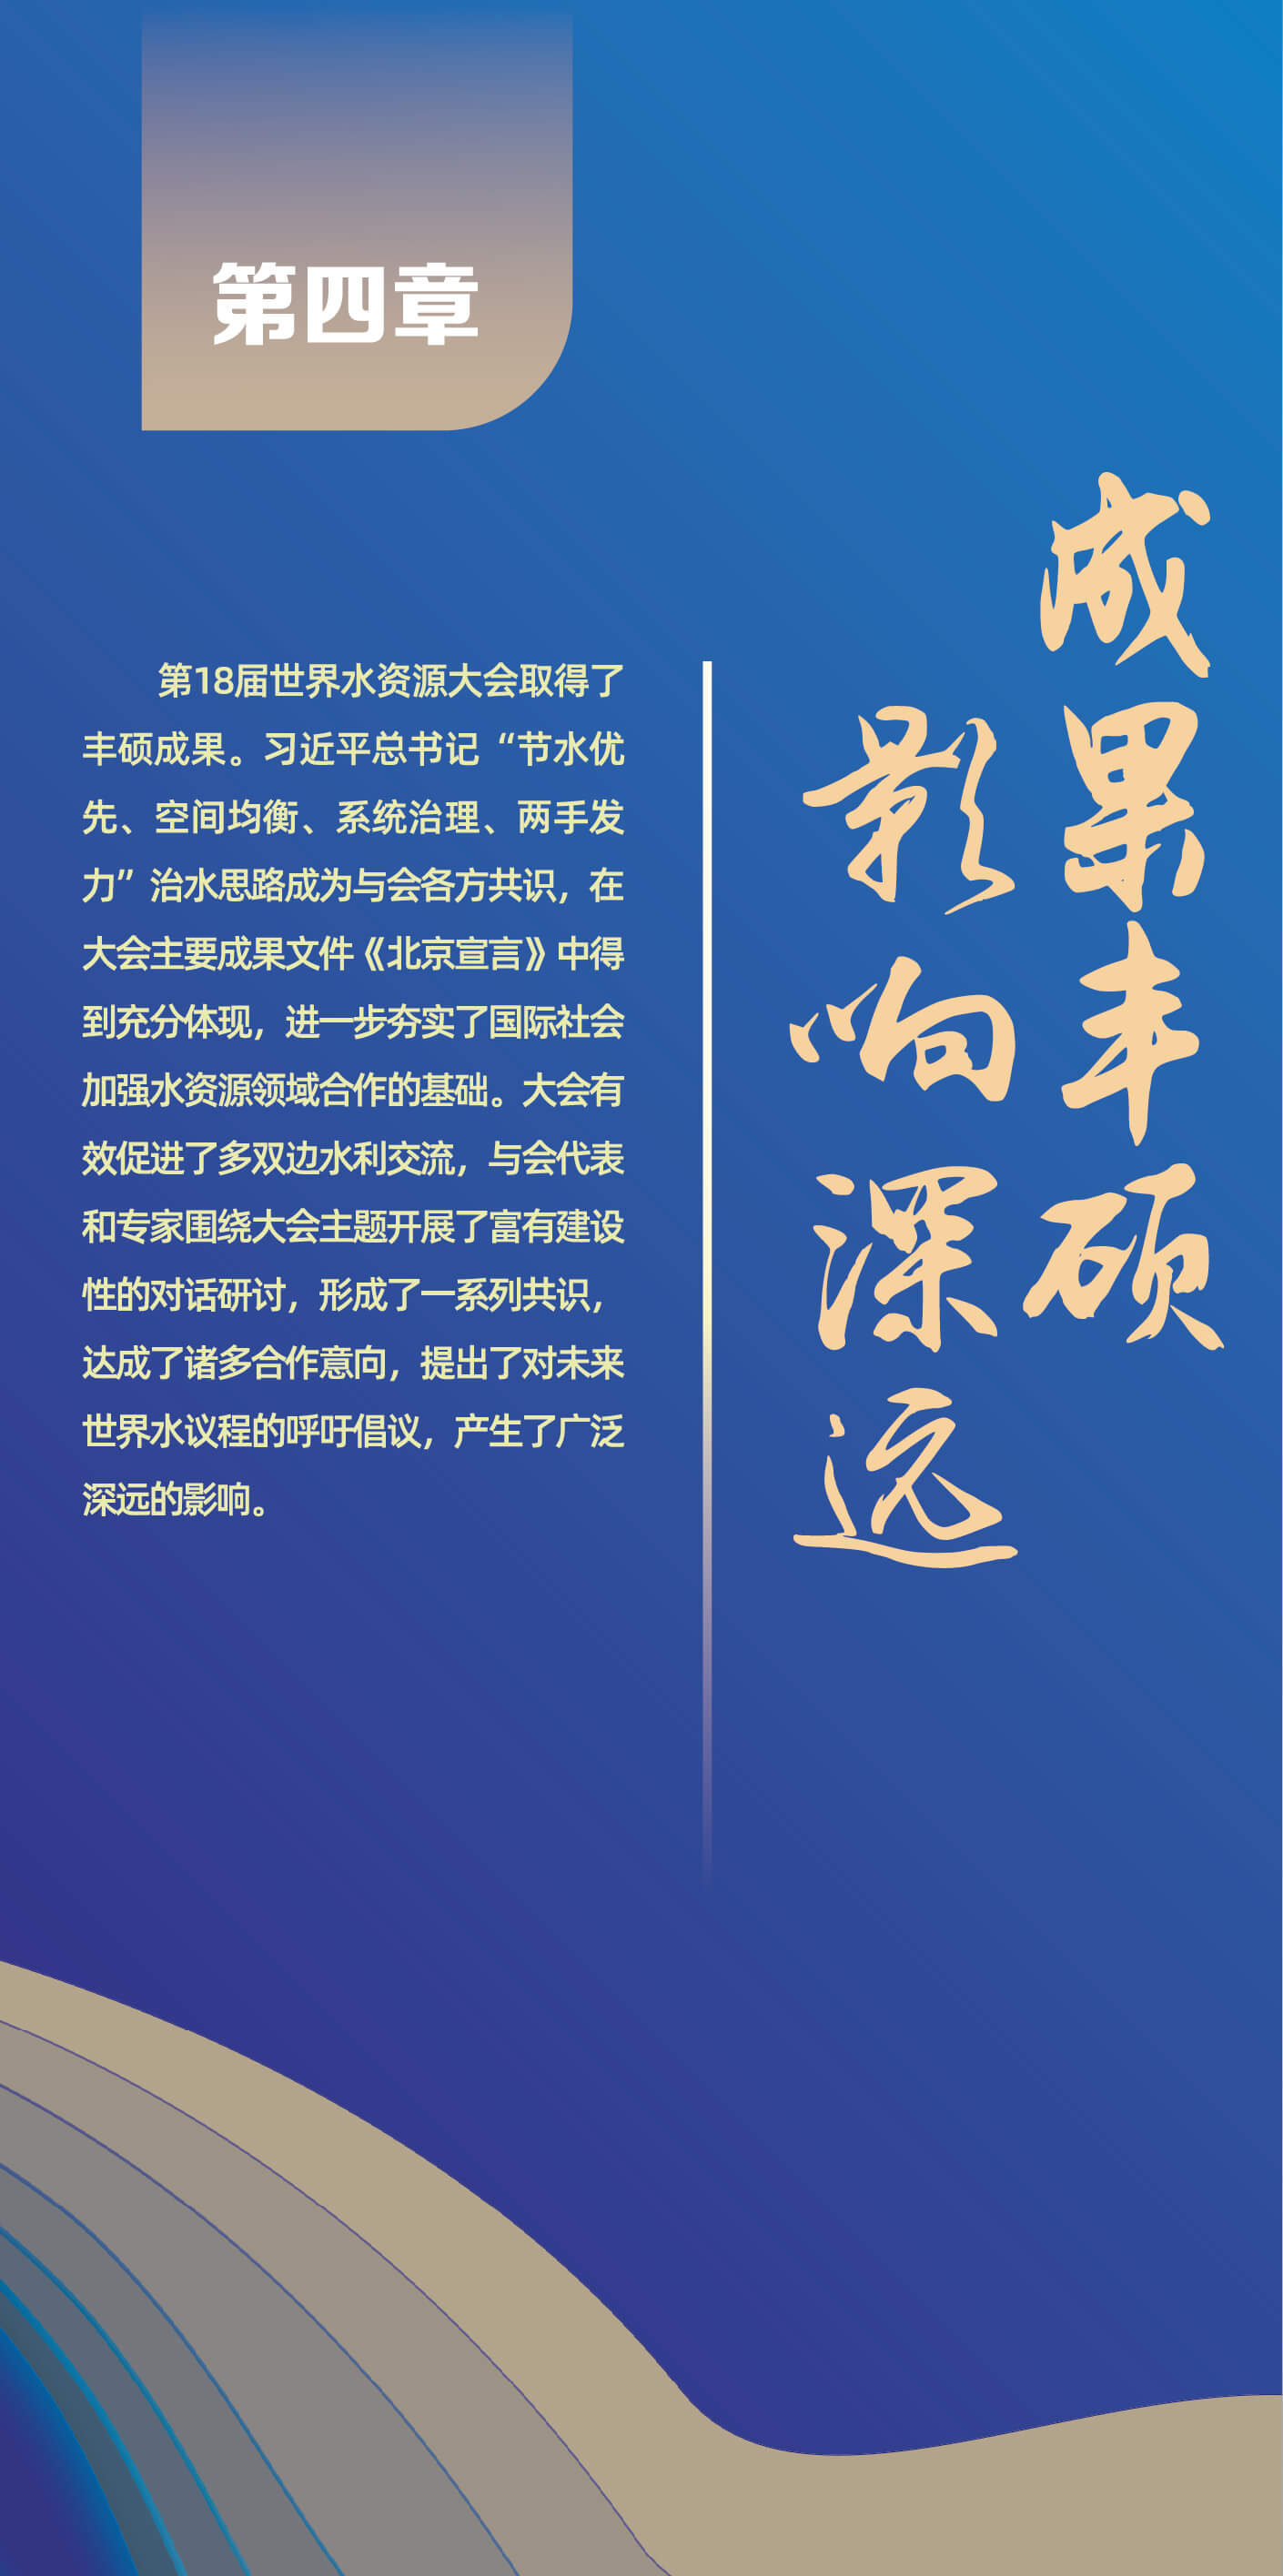 第四章
成果丰硕
影响深远
第18届世界水资源大会取得了
丰硕成果。习近平总书记“节水优
先、空间均衡、系统治理、两手发
力”治水思路成为与会各方共识，在
大会主要成果文件《北京宣言》中得
到充分体现，进一步夯实了国际社会
加强水资源领域合作的基础。大会有
效促进了多双边水利交流，与会代表
和专家围绕大会主题开展了富有建设
性的对话研讨，形成了一系列共识，
达成了诸多合作意向，提出了对未来
世界水议程的呼吁倡议，产生了广泛
深远的影响。